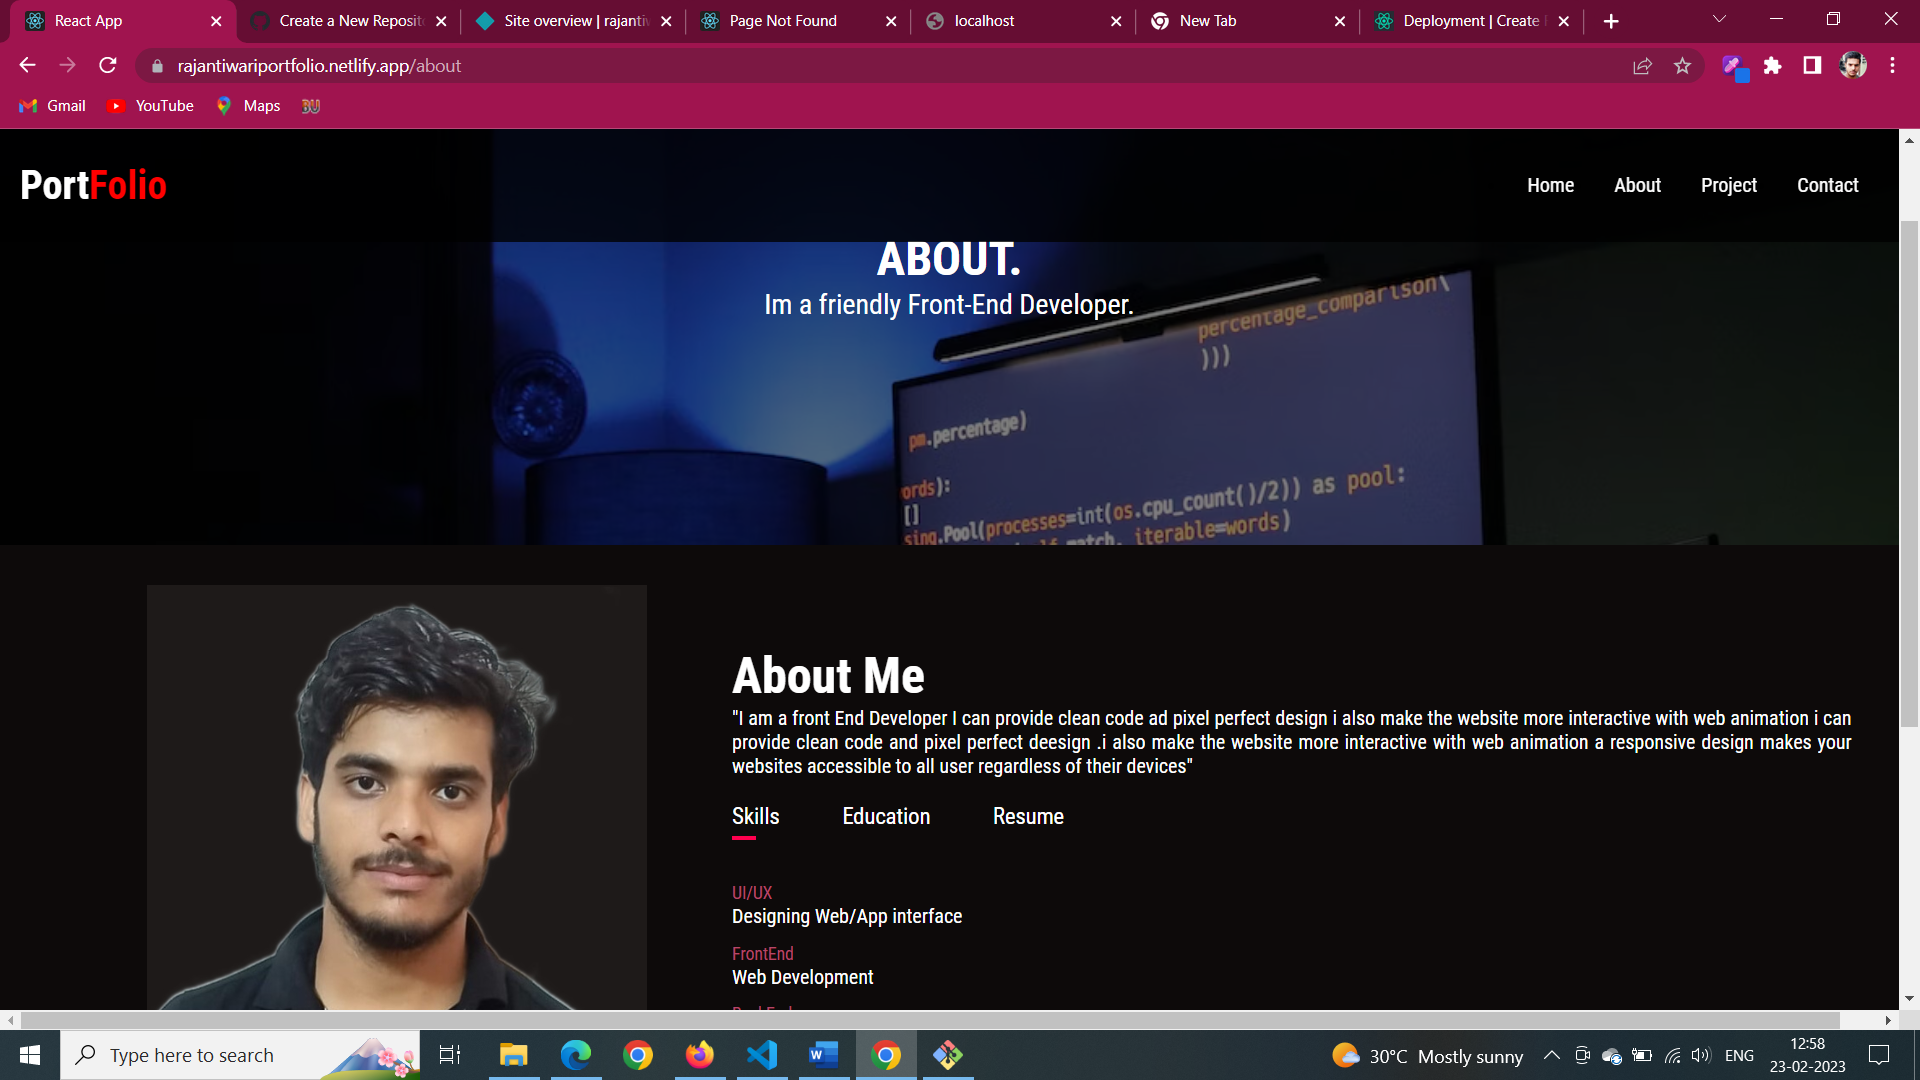 React App
Create a New Reposit
Site overview | rajanti
Page Not Found
localhost
New Tab
Deployment | Create
rajantiwariportfolio.netlify.app/about
Gmail
YouTube
Maps
BU
PortFolio
Home
About
Project
Contact
ABOUT.
Im a friendly Front-End Developer.
percentage_comparison\
)))
pm.percentage)
ords):
[]
sing.Pool(processes=int(os.cpu_count()/2)) as pool:
match, iterable=words)
About Me
"I am a front End Developer I can provide clean code ad pixel perfect design i also make the website more interactive with web animation i can
provide clean code and pixel perfect deesign .i also make the website more interactive with web animation a responsive design makes your
websites accessible to all user regardless of their devices"
Skills
Education
Resume
UI/UX
Designing Web/App interface
FrontEnd
Web Development
Type here to search
30°C Mostly sunny
ENG
12:58
23-02-2023